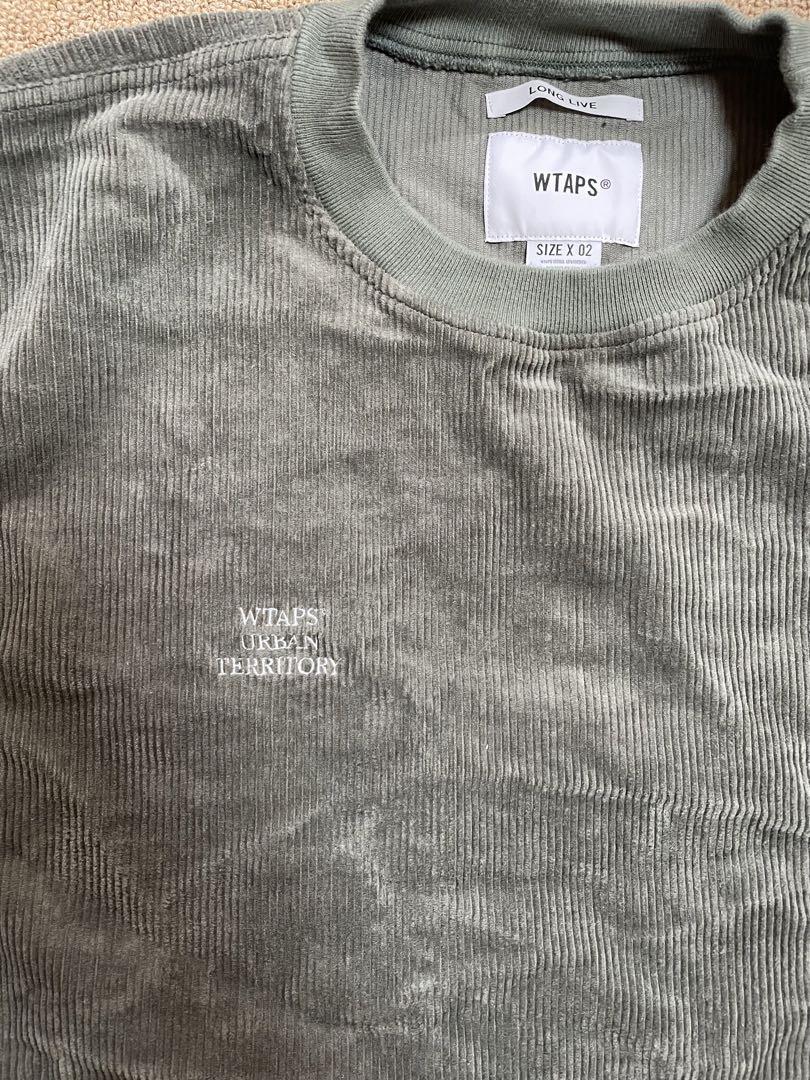 LONG LIVE
WTAPS®
SIZE X 02
WTAPS®
URBAN
TERRITORY